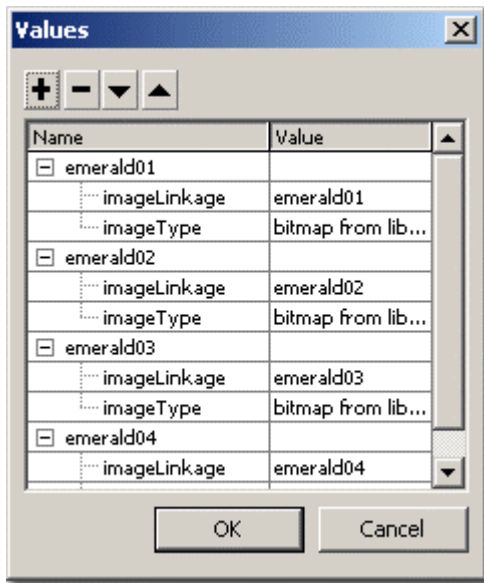 Values
Name Value
emerald01
imageLinkage emerald01
imageType bitmap from lib...
emerald02
imageLinkage emerald02
imageType bitmap from lib...
emerald03
imageLinkage emerald03
imageType bitmap from lib...
emerald04
imageLinkage emerald04
OK Cancel